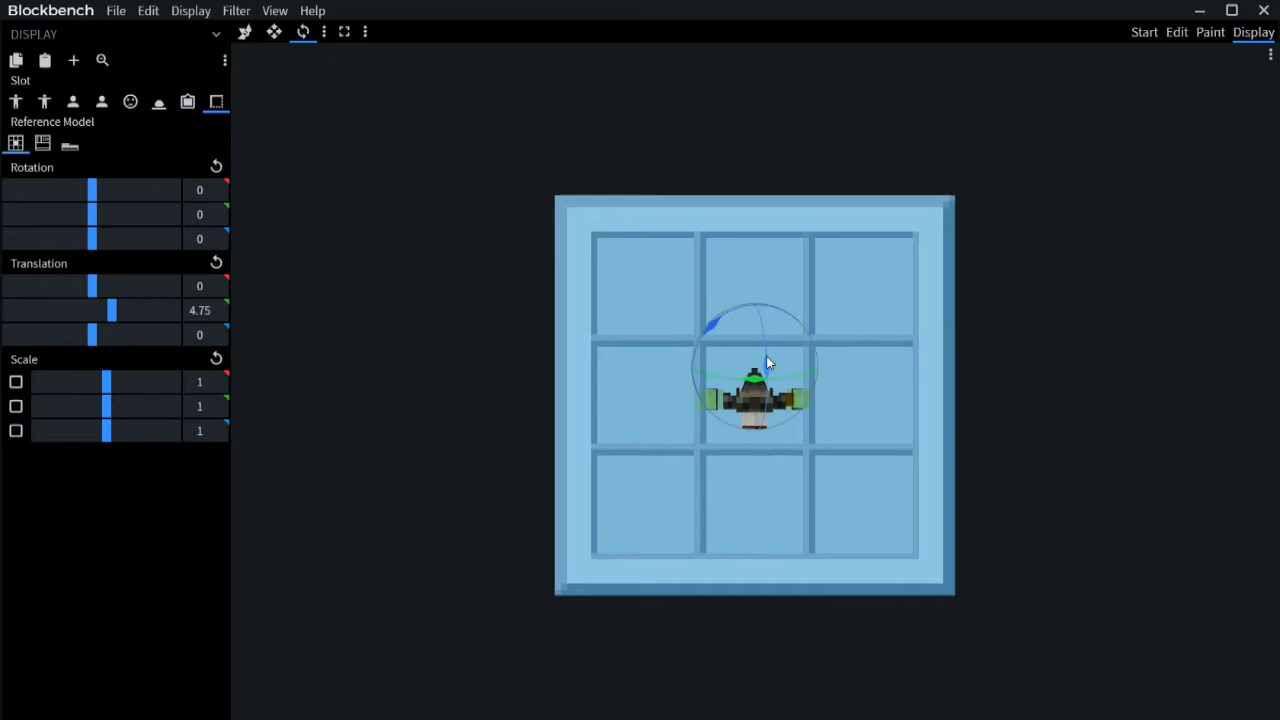 Blockbench File Edit Display Filter View Help
DISPLAY
Start Edit Paint Display
Slot
Reference Model
Rotation
0
0
0
Translation
0
4.75
0
Scale
1
1
1